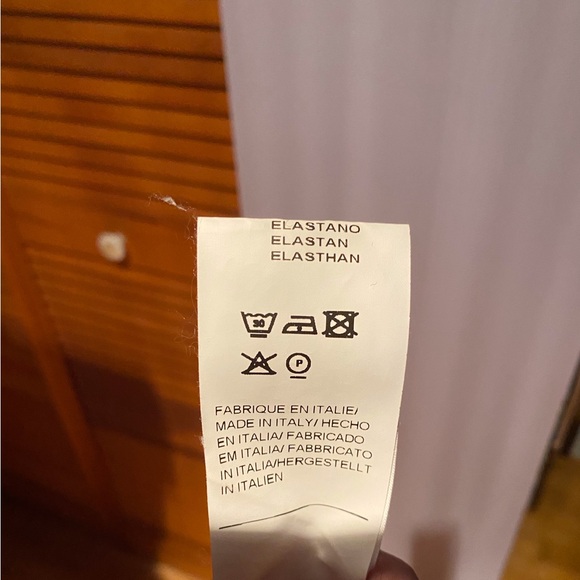 ELASTANO
ELASTAN
ELASTHAN
30
P
FABRIQUE EN ITALIE/
MADE IN ITALY/ HECHO
EN ITALIA/ FABRICADO
EM ITALIA/ FABBRICATO
IN ITALIA/HERGESTELLT
IN ITALIEN